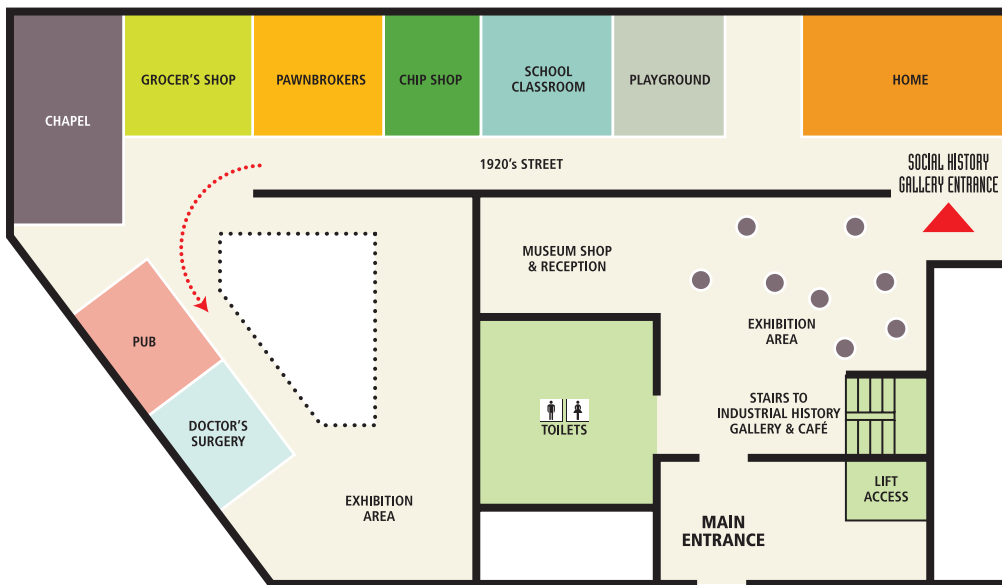 CHAPEL
GROCER'S SHOP
PAWNBROKERS
CHIP SHOP
SCHOOL
CLASSROOM
PLAYGROUND
HOME
1920's STREET
SOCIAL HISTORY
GALLERY ENTRANCE
MUSEUM SHOP
& RECEPTION
EXHIBITION
AREA
PUB
DOCTOR'S
SURGERY
TOILETS
STAIRS TO
INDUSTRIAL HISTORY
GALLERY & CAFÉ
LIFT
ACCESS
EXHIBITION
AREA
MAIN
ENTRANCE